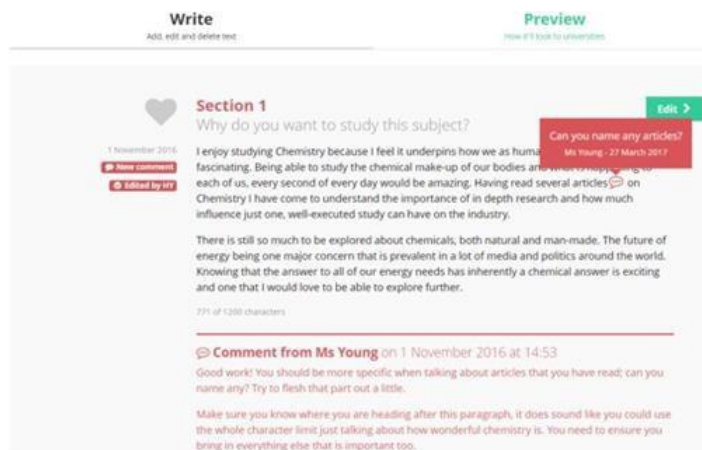 Write
Add, edit and delete text
Preview
How it'll look to universities
Section 1
Why do you want to study this subject?
Edit
Can you name any articles?
Ms Young - 27 March 2017
1 November 2016
New comment
Edited by HY
I enjoy studying Chemistry because I feel it underpins how we as
fascinating. Being able to study the chemical make-up of our bodies and to
each of us, every second of every day would be amazing. Having read several articles on
Chemistry I have come to understand the importance of in depth research and how much
influence just one, well-executed study can have on the industry.
There is still so much to be explored about chemicals, both natural and man-made. The future of
energy being one major concern that is prevalent in a lot of media and politics around the world.
Knowing that the answer to all of our energy needs has inherently a chemical answer is exciting
and one that I would love to be able to explore further.
771 of 1200 characters
Comment from Ms Young on 1 November 2016 at 14:53
Good work! You should be more specific when talking about articles that you have read; can you
name any? Try to flesh that part out a little.
Make sure you know where you are heading after this paragraph, it does sound like you could use
the whole character limit just talking about how wonderful chemistry is. You need to ensure you
bring in everything else that is important too.